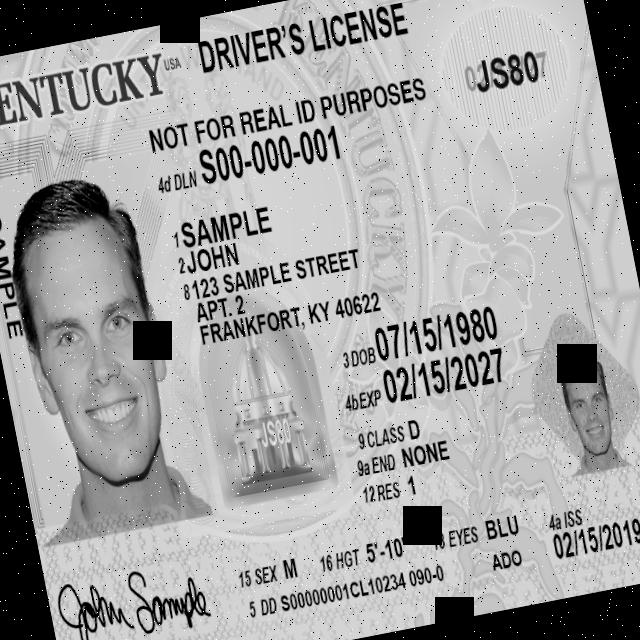 DRIVER'S LICENSE
KENTUCKY USA
JS80
NOT FOR REAL ID PURPOSES
4d DLN S00-000-001
1 SAMPLE
2 JOHN
8 123 SAMPLE STREET
APT. 2
FRANKFORT, KY 40622
SAMPLE
KENTUCKY
3 DOB 07/15/1980
4b EXP 02/15/2027
JS80
9 CLASS D
9a END NONE
12 RES 1
15 SEX M 16 HGT 5'-10" EYES BLU 4a ISS
5 DD S00000001CL10234 090-0 ADO 02/15/2019
John Sample